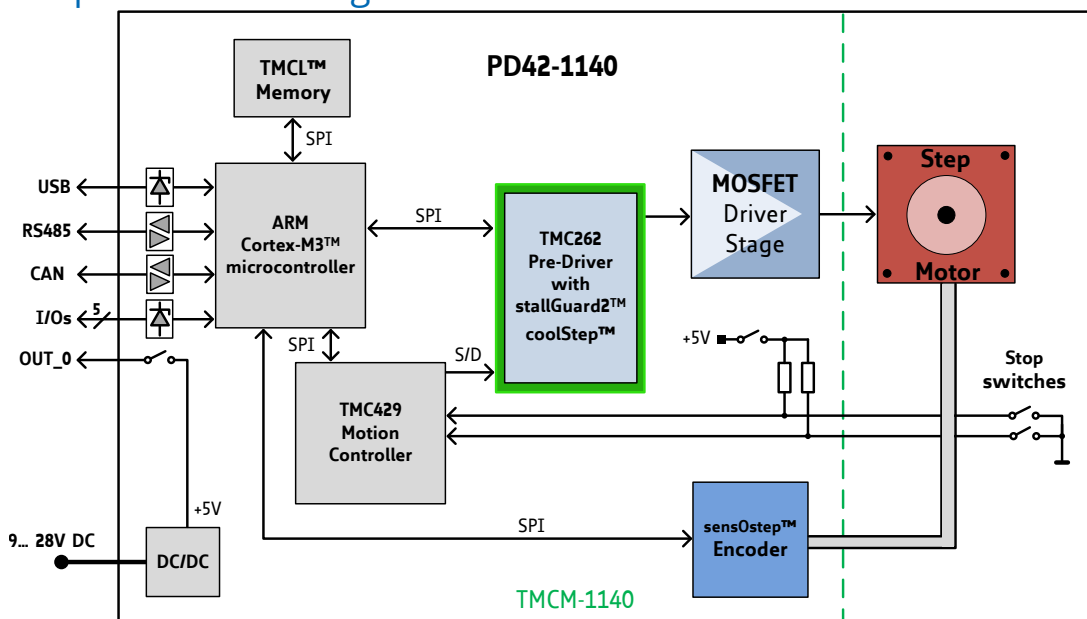 PD42-1140
TMCL™
Memory
SPI
USB
RS485
CAN
I/Os
5
OUT_0
ARM
Cortex-M3™
microcontroller
SPI
TMC262
Pre-Driver
with
stallGuard2™
coolStep™
MOSFET
Driver
Stage
Step
Motor
SPI
S/D
TMC429
Motion
Controller
+5V
Stop
switches
+5V
9... 28V DC
DC/DC
SPI
sensOstep™
Encoder
TMCM-1140